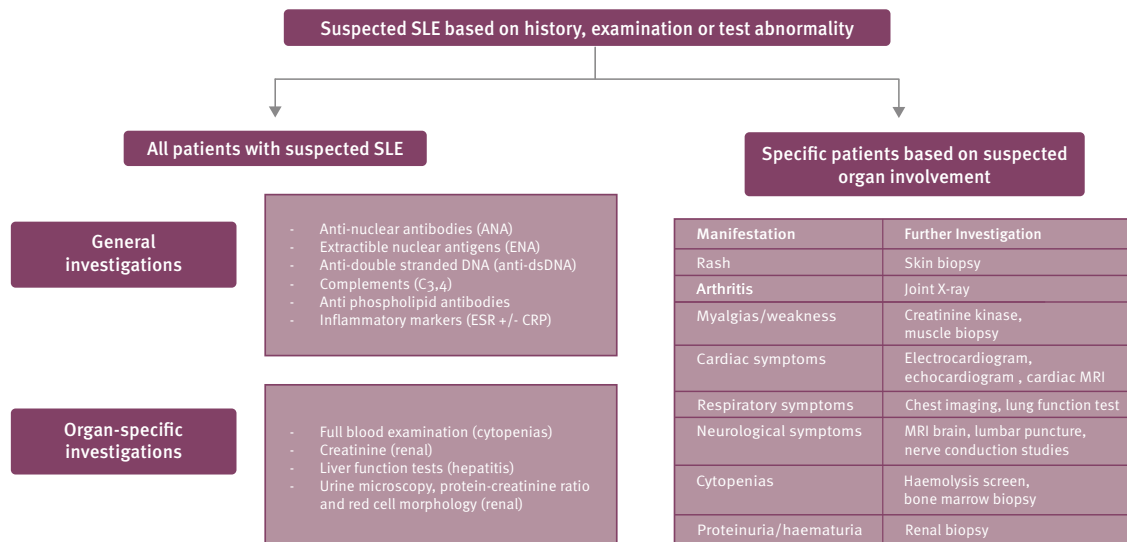 Suspected SLE based on history, examination or test abnormality
All patients with suspected SLE
General
investigations
- Anti-nuclear antibodies (ANA)
- Extractible nuclear antigens (ENA)
- Anti-double stranded DNA (anti-dsDNA)
- Complements (C3,4)
- Anti phospholipid antibodies
- Inflammatory markers (ESR +/- CRP)
Organ-specific
investigations
- Full blood examination (cytopenias)
- Creatinine (renal)
- Liver function tests (hepatitis)
- Urine microscopy, protein-creatinine ratio
and red cell morphology (renal)
Specific patients based on suspected
organ involvement
Manifestation Further Investigation
Rash Skin biopsy
Arthritis Joint X-ray
Myalgias/weakness Creatinine kinase,
muscle biopsy
Cardiac symptoms Electrocardiogram,
echocardiogram , cardiac MRI
Respiratory symptoms Chest imaging, lung function test
Neurological symptoms MRI brain, lumbar puncture,
nerve conduction studies
Cytopenias Haemolysis screen,
bone marrow biopsy
Proteinuria/haematuria Renal biopsy